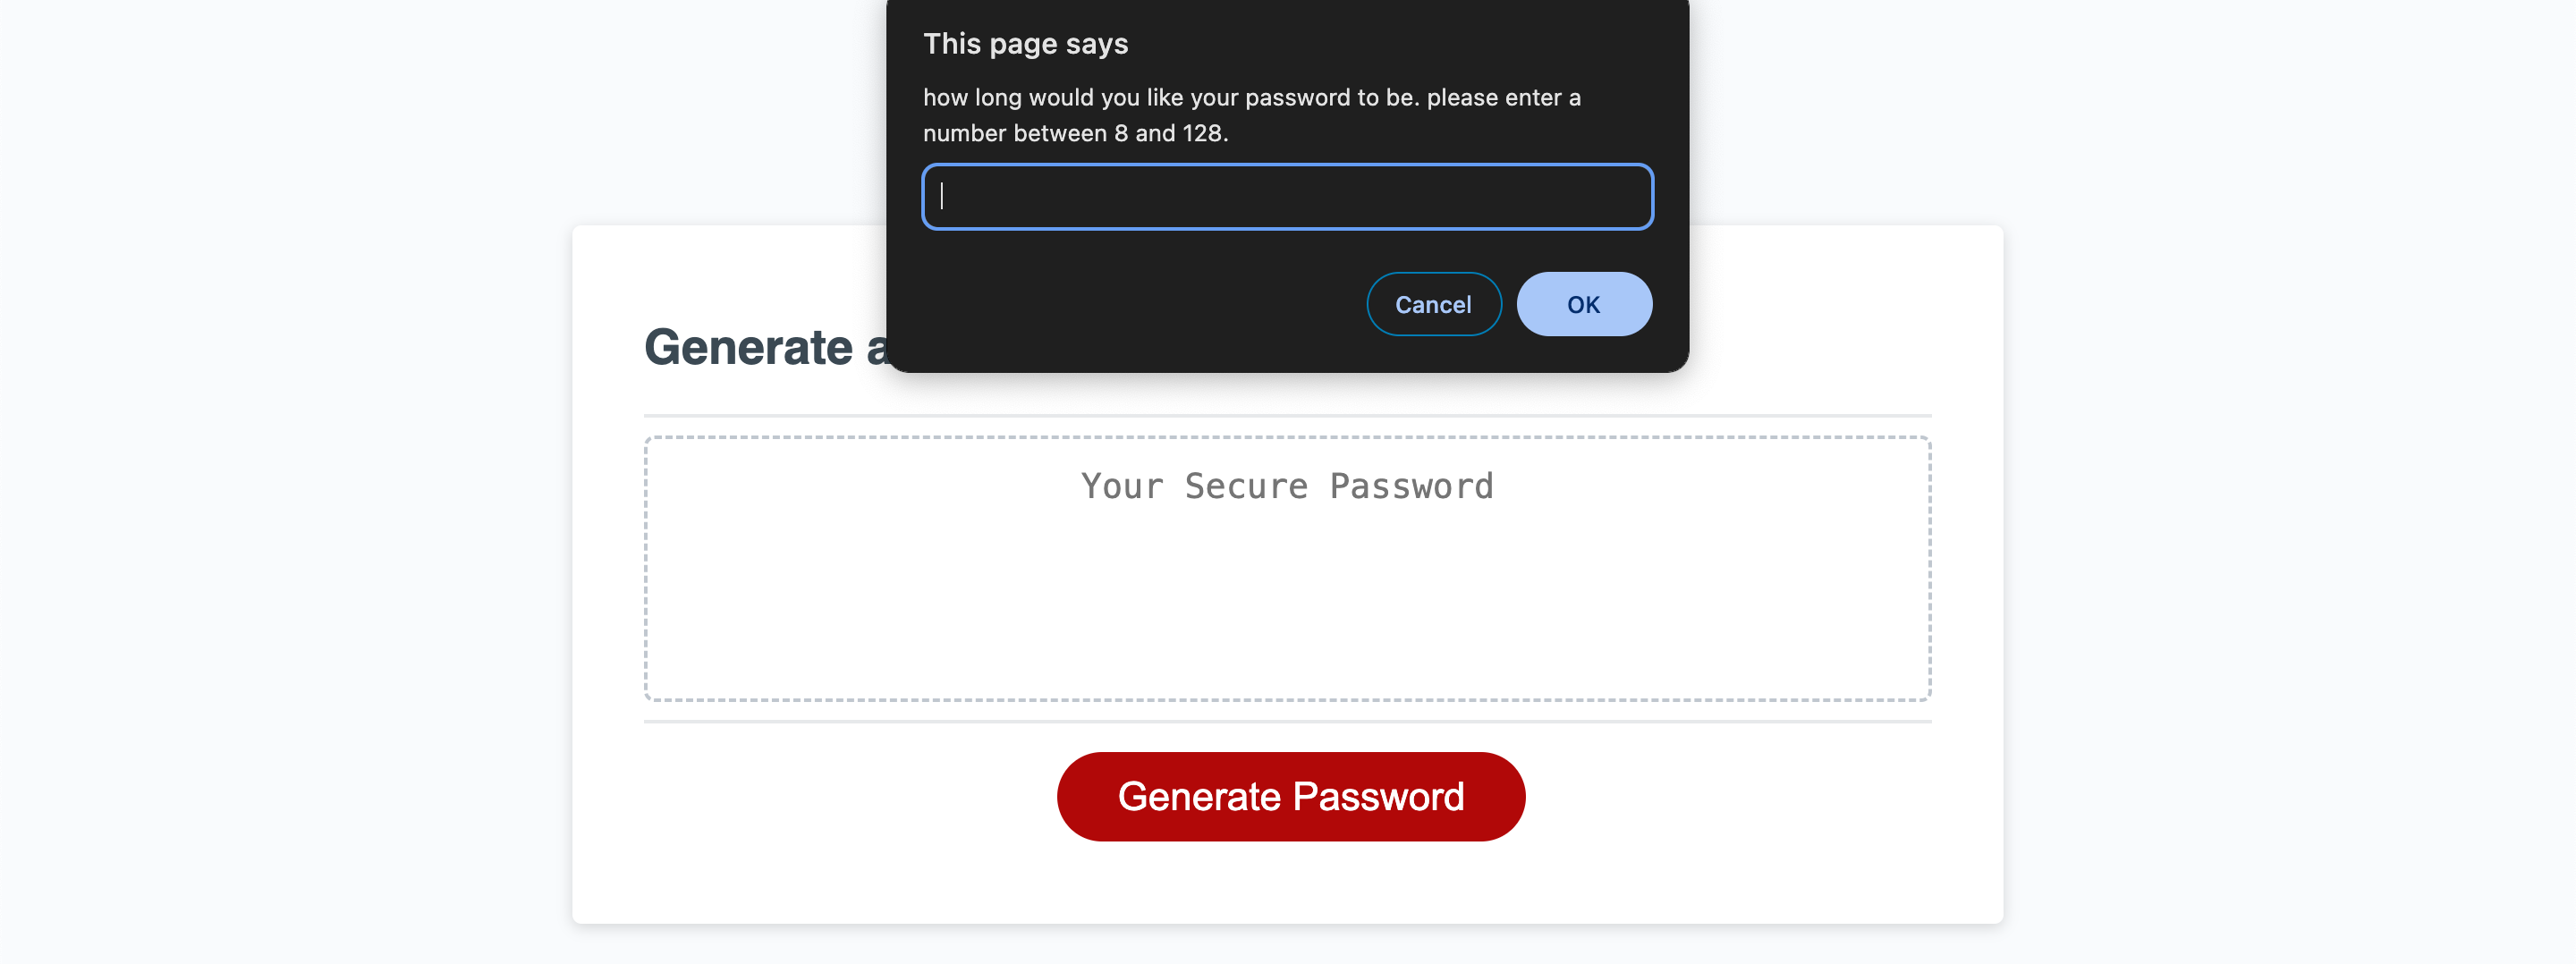 This page says
how long would you like your password to be. please enter a
number between 8 and 128.
Cancel
OK
Generate a
Your Secure Password
Generate Password